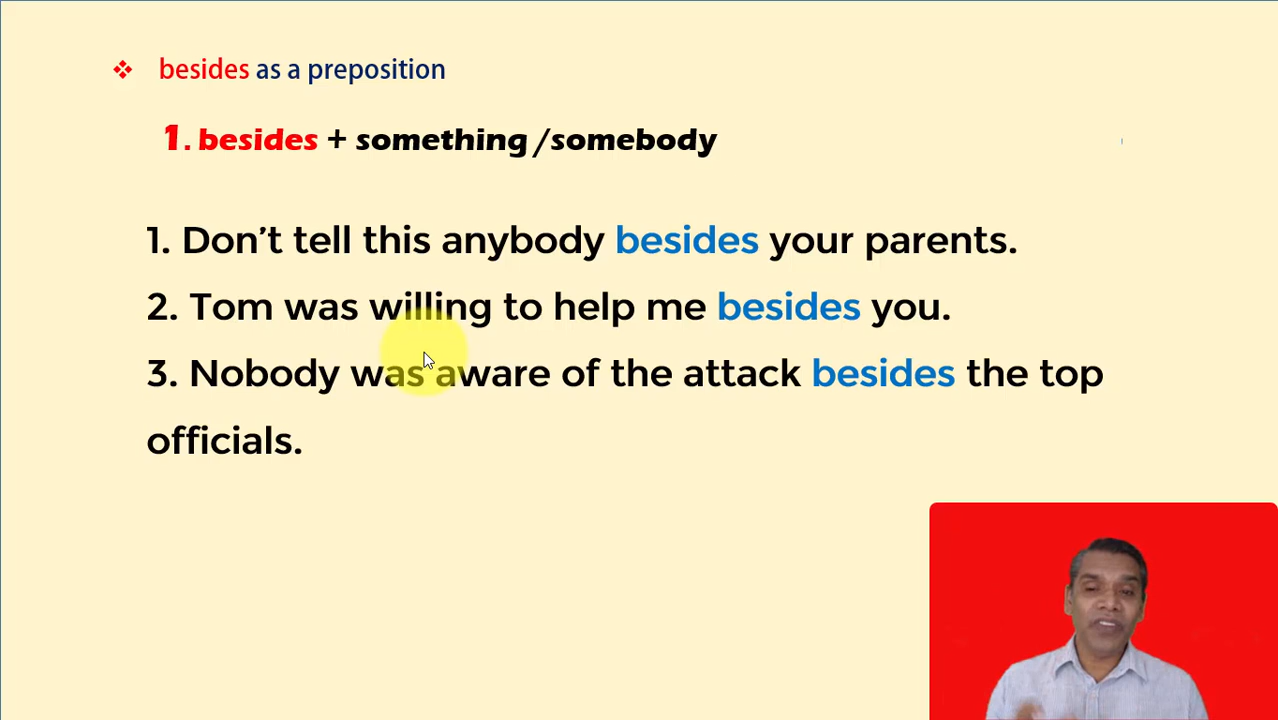 ❖ besides as a preposition
1. besides + something /somebody
1. Don't tell this anybody besides your parents.
2. Tom was willing to help me besides you.
3. Nobody was aware of the attack besides the top
officials.